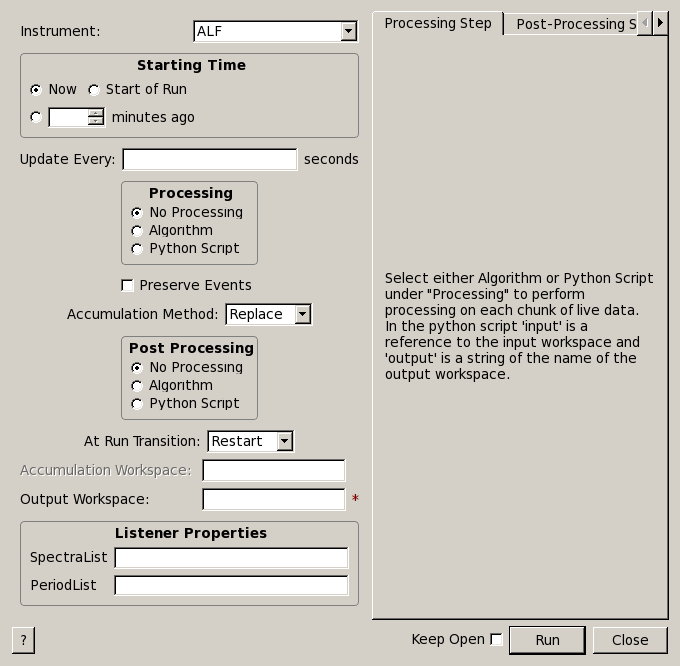 Instrument: ALF
Starting Time
Now Start of Run
minutes ago
Update Every: seconds
Processing
No Processing
Algorithm
Python Script
Preserve Events
Accumulation Method: Replace
Post Processing
No Processing
Algorithm
Python Script
At Run Transition: Restart
Accumulation Workspace:
Output Workspace: *
Listener Properties
SpectraList
PeriodList
?
Processing Step Post-Processing S
Select either Algorithm or Python Script
under "Processing" to perform
processing on each chunk of live data.
In the python script 'input' is a
reference to the input workspace and
'output' is a string of the name of the
output workspace.
Keep Open Run Close